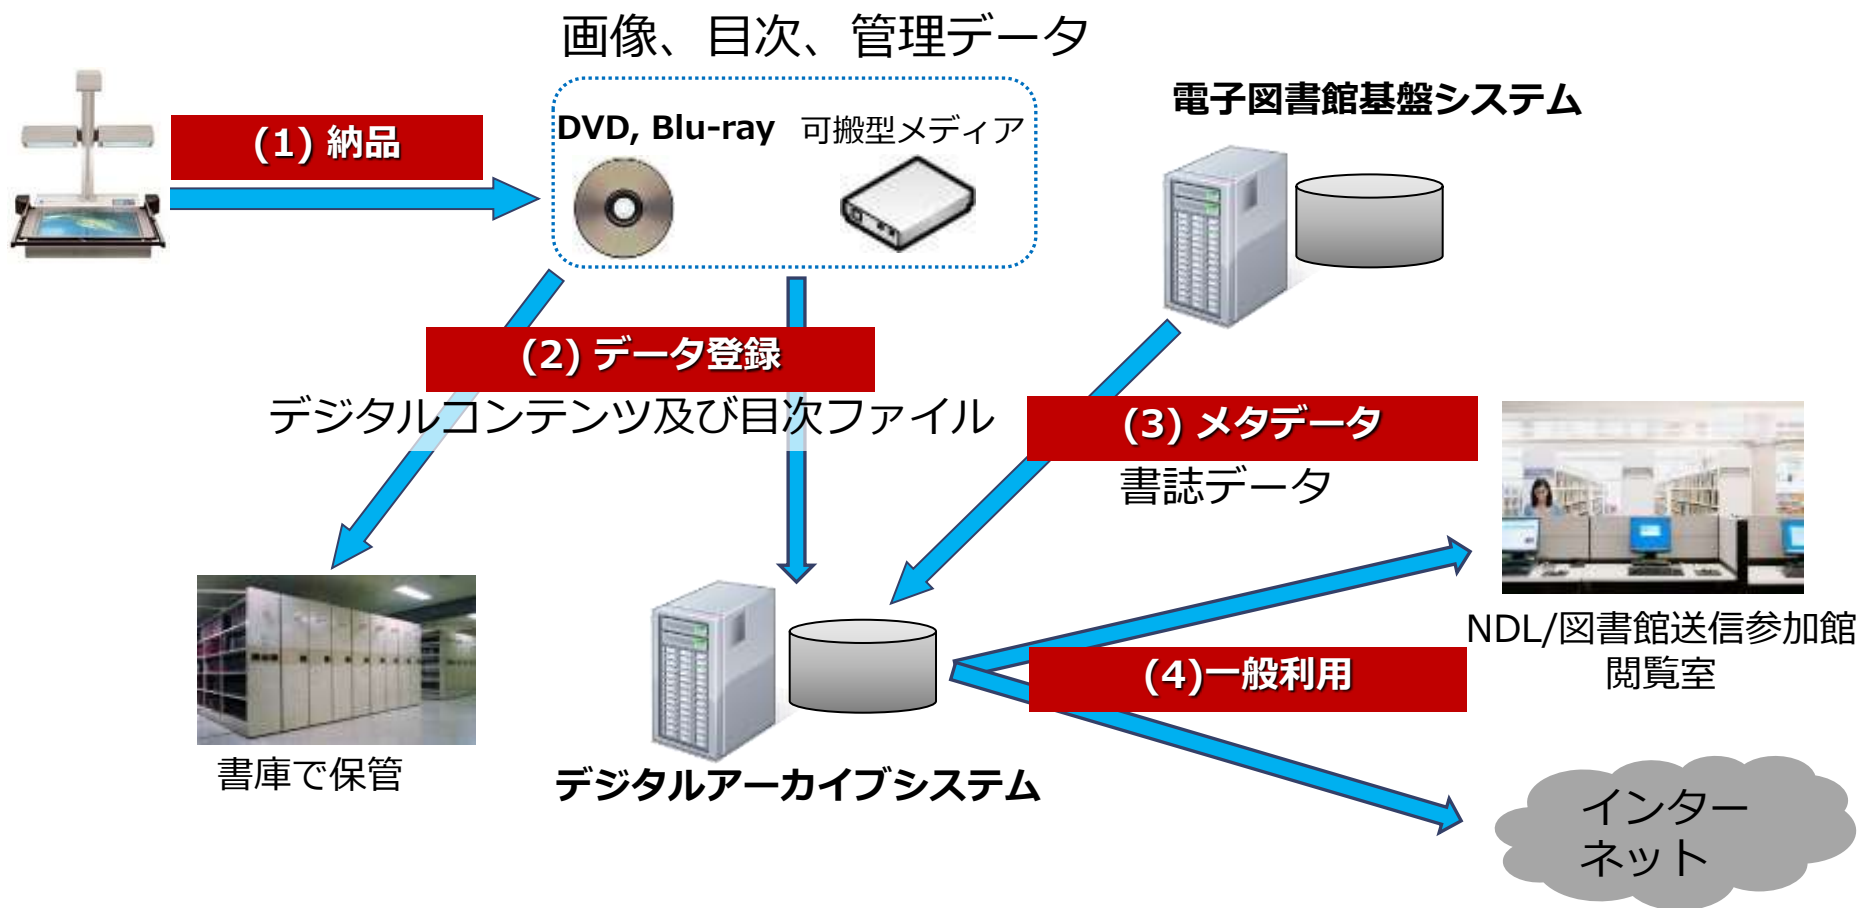 画像、目次、管理データ
電子図書館基盤システム
DVD, Blu-ray 可搬型メディア
(1) 納品
(2) データ登録
デジタルコンテンツ及び目次ファイル
(3) メタデータ
書誌データ
NDL/図書館送信参加館
閲覧室
(4)一般利用
書庫で保管
デジタルアーカイブシステム
インター
ネット